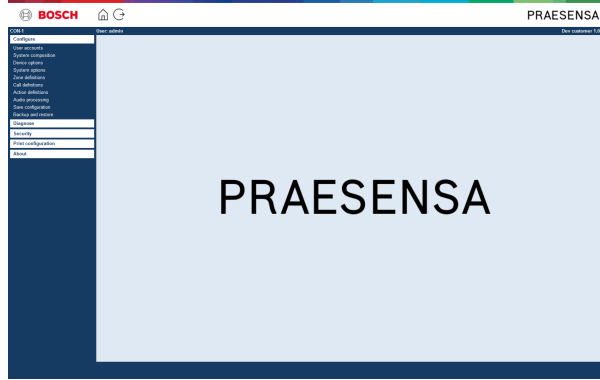 BOSCH
PRAESENSA
CON-1
User: admin
Dev customer 1.0
Configure
User accounts
System composition
Device options
System options
Zone definitions
Call definitions
Action definitions
Audio processing
Save configuration
Backup and restore
Diagnose
Security
Print configuration
About
PRAESENSA